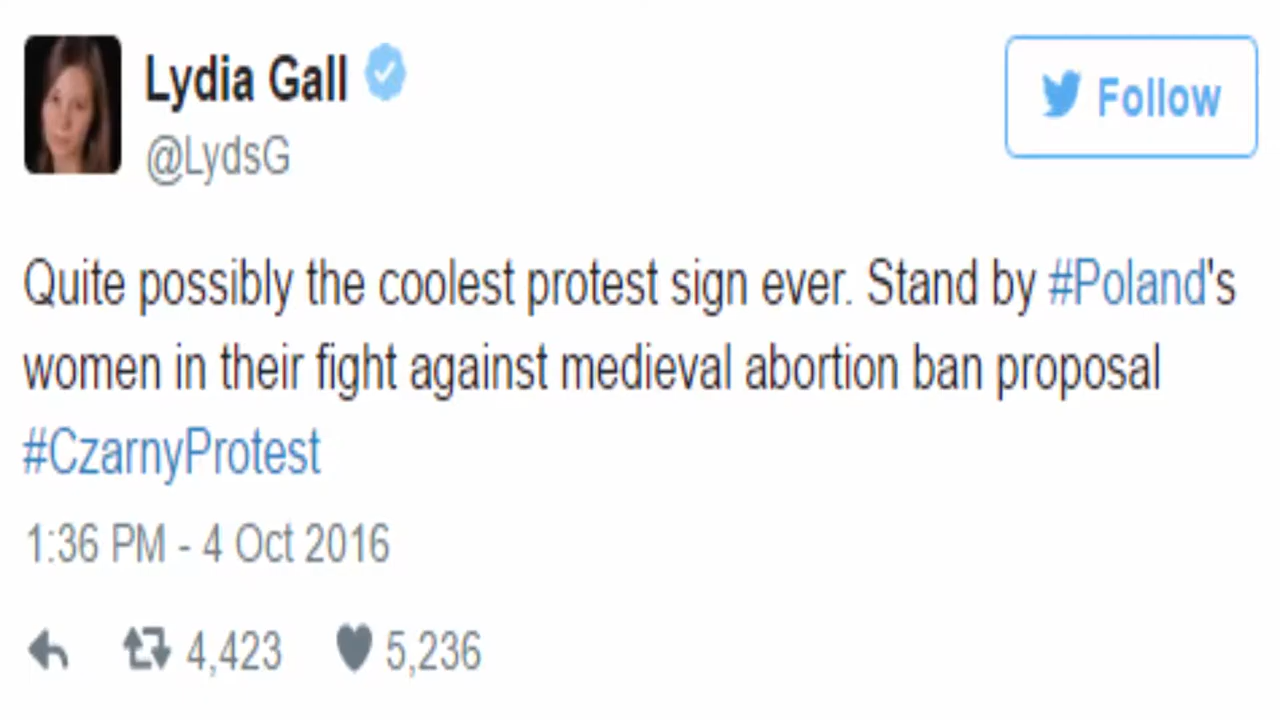 Lydia Gall
@LydsG
Follow
Quite possibly the coolest protest sign ever. Stand by #Poland's
women in their fight against medieval abortion ban proposal
#CzarnyProtest
1:36 PM - 4 Oct 2016
4,423 5,236